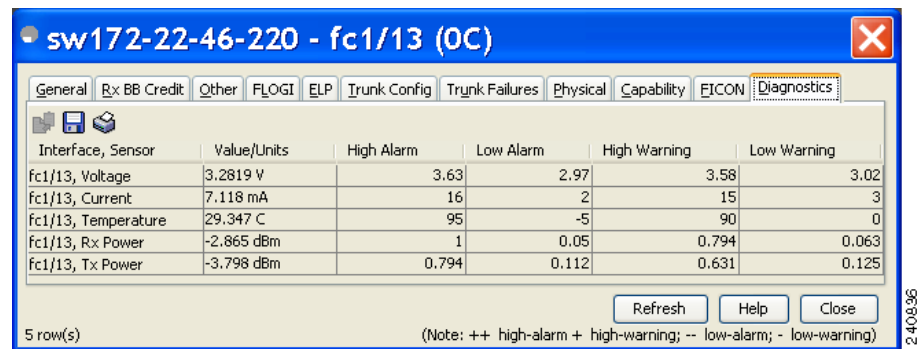 sw172-22-46-220 - fc1/13 (0C)
General Rx BB Credit Other FLOGI ELP Trunk Config Trunk Failures Physical Capability FICON Diagnostics
Interface, Sensor Value/Units High Alarm Low Alarm High Warning Low Warning
fc1/13, Voltage 3.2819 V 3.63 2.97 3.58 3.02
fc1/13, Current 7.118 mA 16 2 15 3
fc1/13, Temperature 29.347 C 95 -5 90 0
fc1/13, Rx Power -2.865 dBm 1 0.05 0.794 0.063
fc1/13, Tx Power -3.798 dBm 0.794 0.112 0.631 0.125
Refresh Help Close
5 row(s) (Note: ++ high-alarm + high-warning; -- low-alarm; - low-warning)
240836